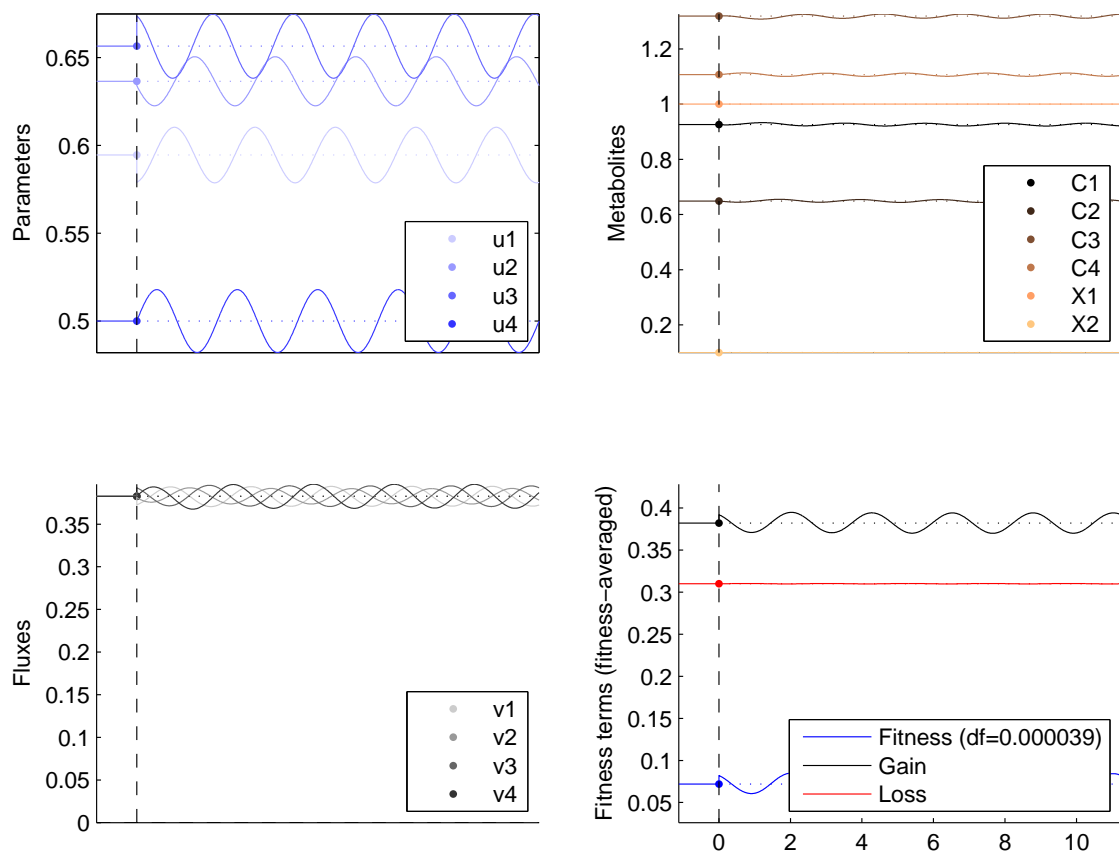 Parameters
0.65
0.6
0.55
0.5
u1
u2
u3
u4
Metabolites
1.2
1
0.8
0.6
0.4
0.2
C1
C2
C3
C4
X1
X2
Fluxes
0.35
0.3
0.25
0.2
0.15
0.1
0.05
0
v1
v2
v3
v4
Fitness terms (fitness−averaged)
0.4
0.35
0.3
0.25
0.2
0.15
0.1
0.05
Fitness (df=0.000039)
Gain
Loss
0 2 4 6 8 10